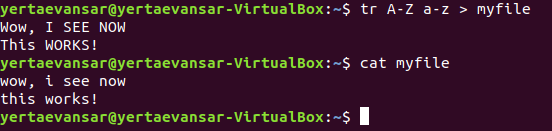 yertaevansar@yertaevansar-VirtualBox:~$ tr A-Z a-z > myfile
Wow, I SEE NOW
This WORKS!
yertaevansar@yertaevansar-VirtualBox:~$ cat myfile
wow, i see now
this works!
yertaevansar@yertaevansar-VirtualBox:~$